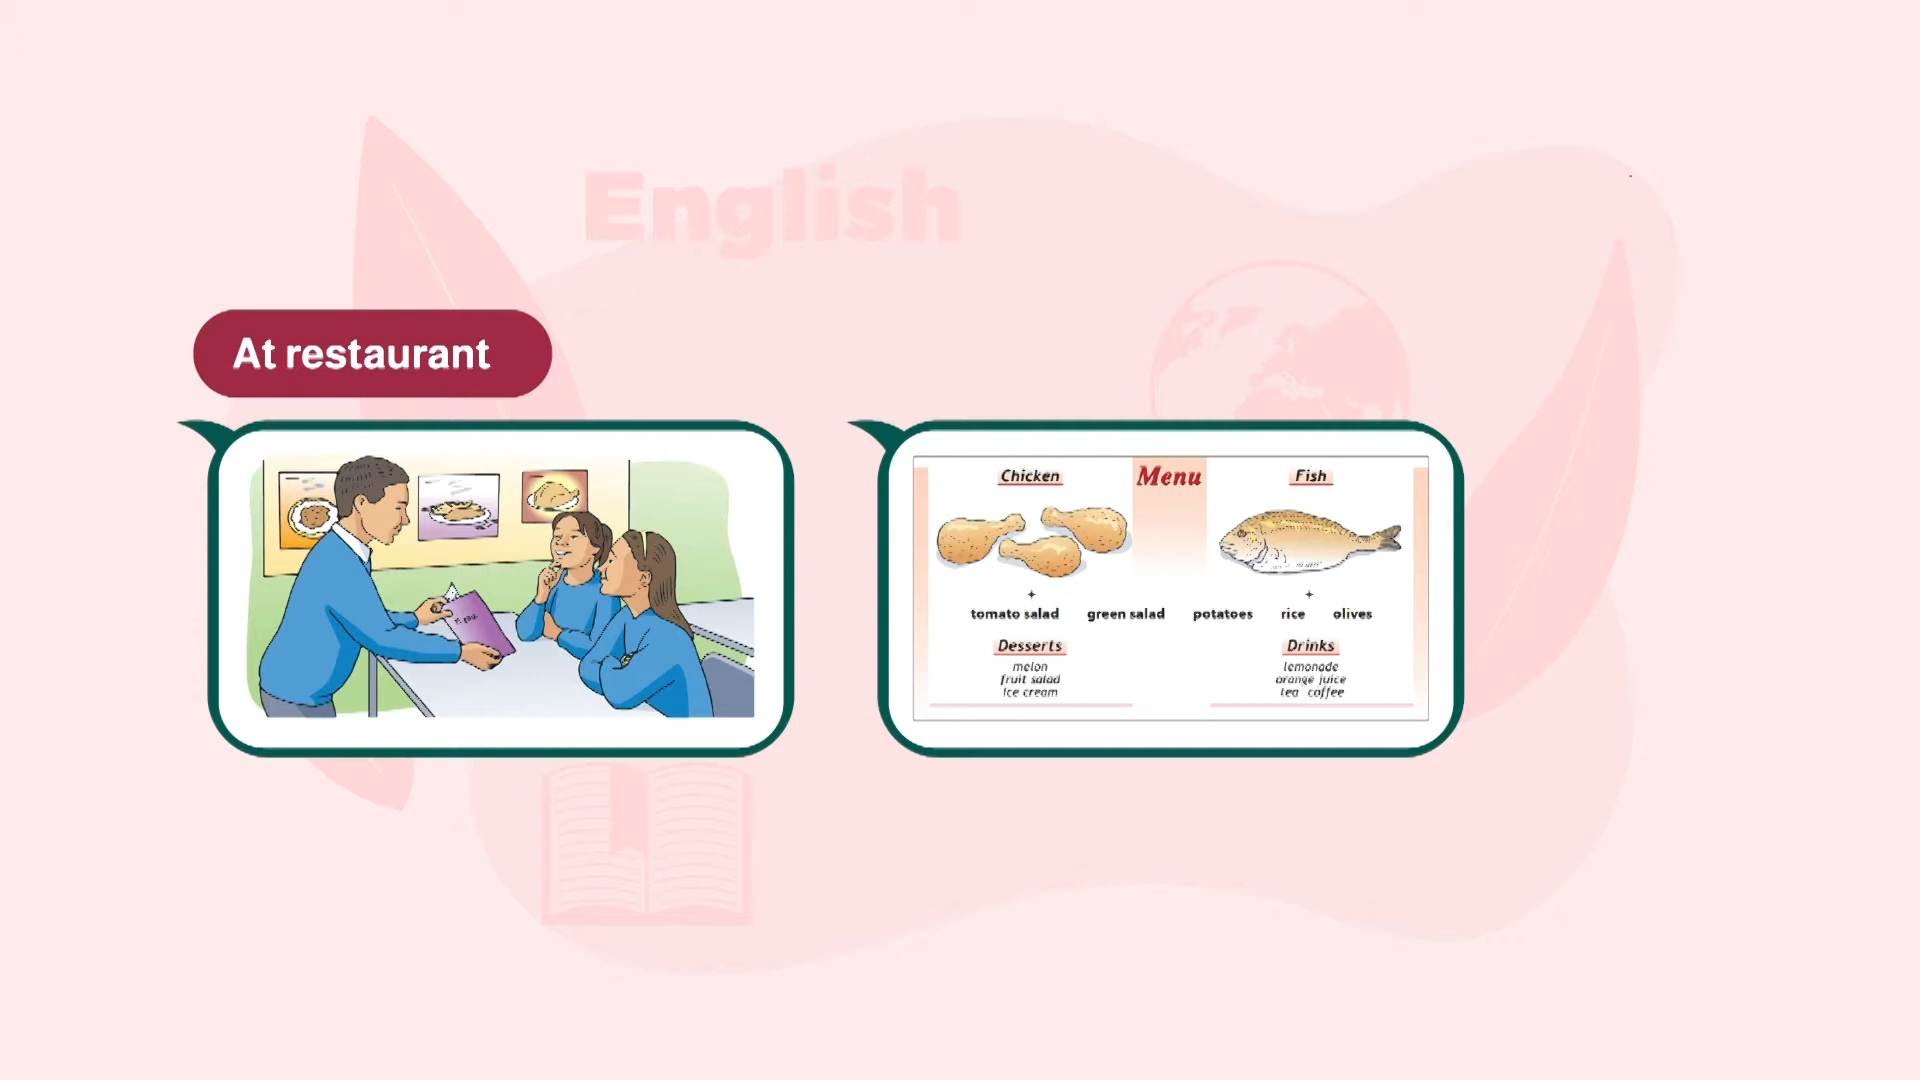 English
At restaurant
Menu
Chicken
Fish
+
+
tomato salad green salad potatoes rice olives
Desserts
melon
fruit salad
Ice cream
Drinks
lemonade
orange juice
tea coffee